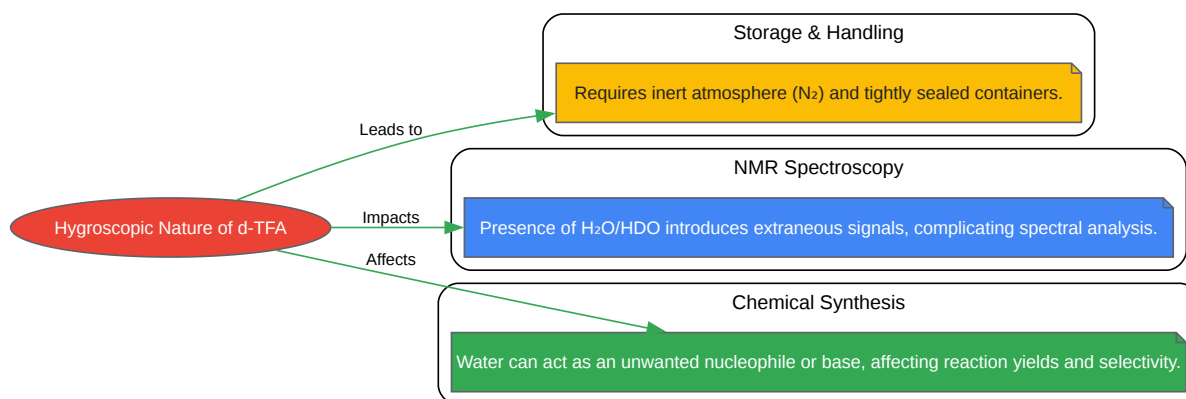 Storage & Handling
Requires inert atmosphere (N₂) and tightly sealed containers.
Leads to
NMR Spectroscopy
Hygroscopic Nature of d-TFA
Impacts
Presence of H₂O/HDO introduces extraneous signals, complicating spectral analysis.
Affects
Chemical Synthesis
Water can act as an unwanted nucleophile or base, affecting reaction yields and selectivity.